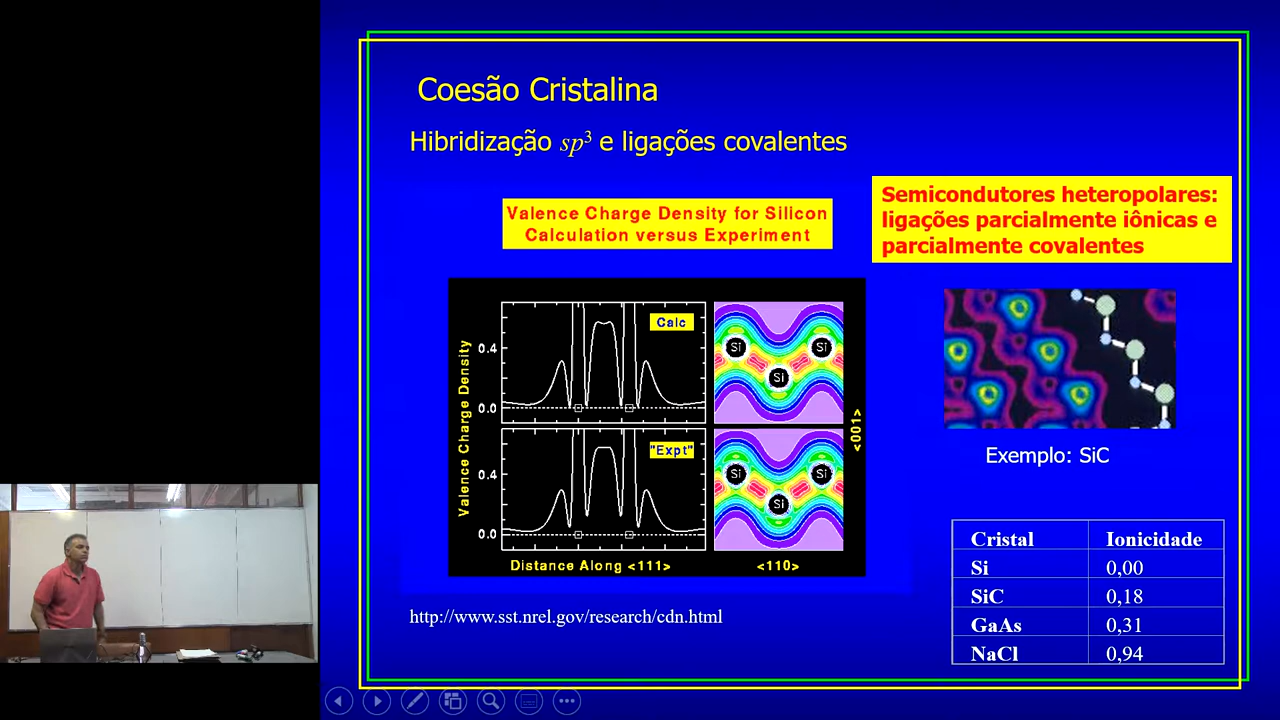 Coesão Cristalina
Hibridização sp³ e ligações covalentes
Valence Charge Density for Silicon
Calculation versus Experiment
Semicondutores heteropolares:
ligações parcialmente iônicas e
parcialmente covalentes
Valence Charge Density
0.4
0.0
Calc
Si
Si
Si
Valence Charge Density
0.4
0.0
"Expt"
Si
Si
Si
<001>
Distance Along <111>
<110>
Exemplo: SiC
http://www.sst.nrel.gov/research/cdn.html
Cristal Ionicidade
Si 0,00
SiC 0,18
GaAs 0,31
NaCl 0,94